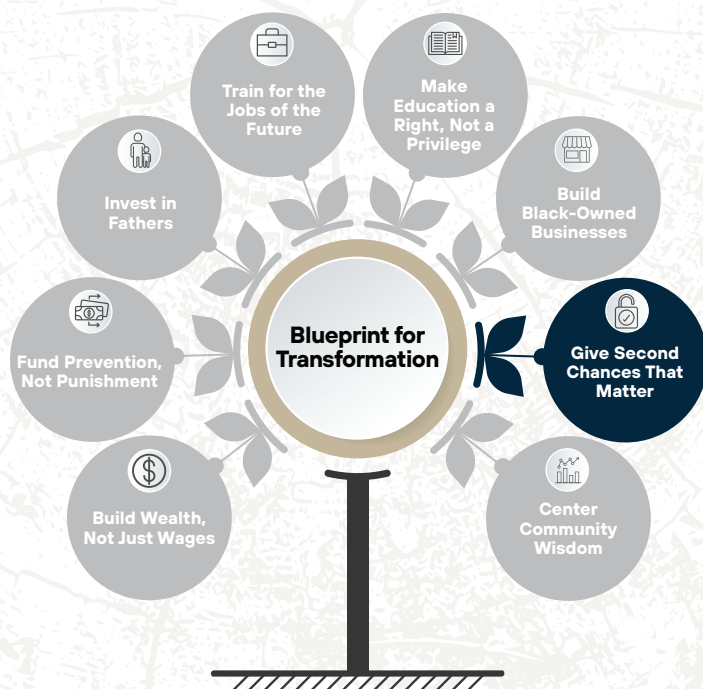 Train for the
Jobs of the
Future
Make
Education a
Right, Not a
Privilege
Invest in
Fathers
Build
Black-Owned
Businesses
Blueprint for
Transformation
Fund Prevention,
Not Punishment
Give Second
Chances That
Matter
Build Wealth,
Not Just Wages
Center
Community
Wisdom